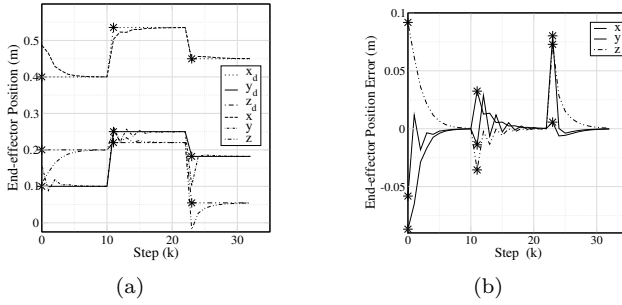 (a)
End-effector Position (m)
0.5
0.4
0.3
0.2
0.1
0
x_d
y_d
z_d
x
y
z
0 10 20 30
Step (k)
(a)
(b)
End-effector Position Error (m)
0.1
0.05
0
-0.05
-0.1
x
y
z
0 10 20 30
Step (k)
(b)